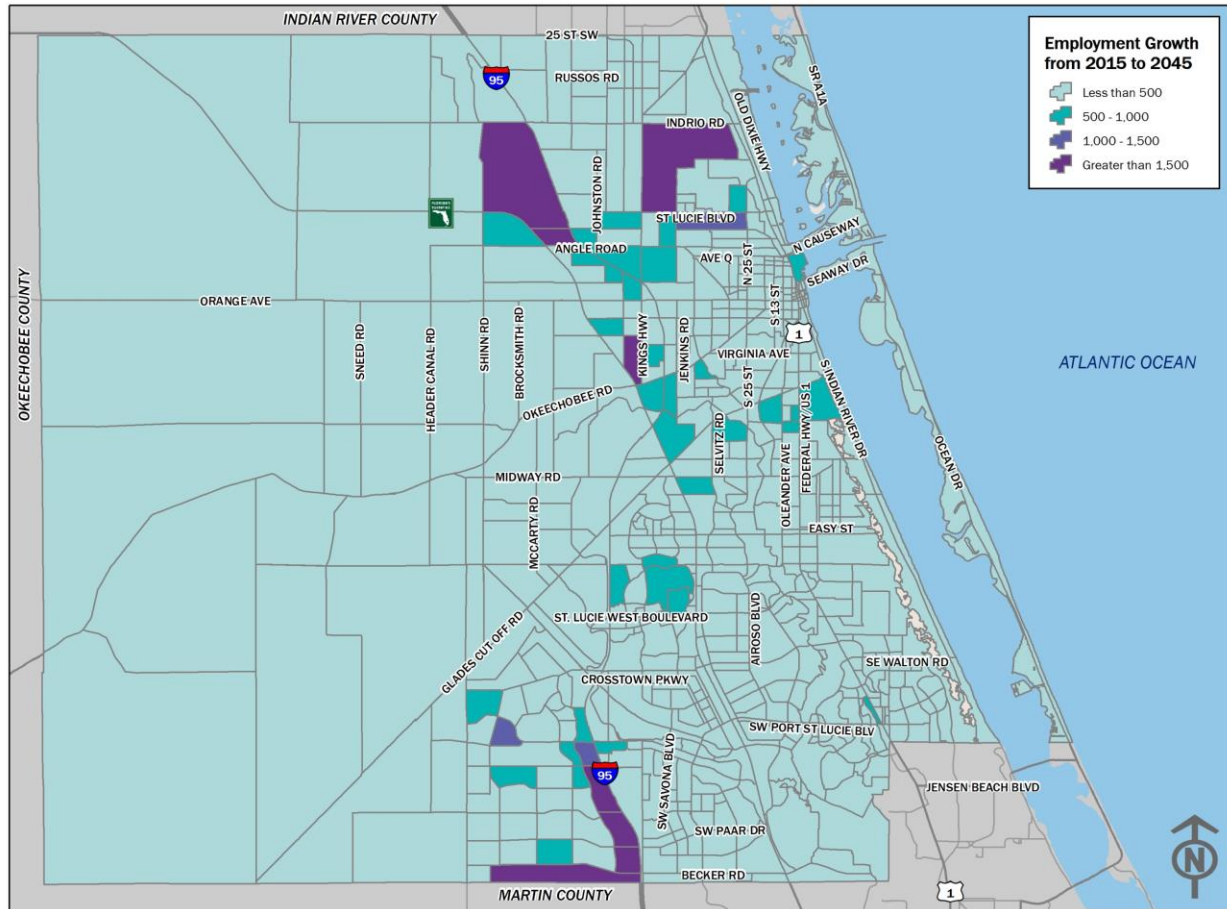 INDIAN RIVER COUNTY
25 ST SW
95
RUSSOS RD
INDRIO RD
OLD DIXIE HWY
SR A1A
Employment Growth
from 2015 to 2045
Less than 500
500 - 1,000
1,000 - 1,500
Greater than 1,500
JOHNSTON RD
ST LUCIE BLVD
ANGLE ROAD
AVE Q
N 25 ST
N CAUSEWAY
SEAWAY DR
OKEECHOBEE COUNTY
ORANGE AVE
SNEED RD
HEADER CANAL RD
SHINN RD
BROCKSMITH RD
KINGS HWY
JENKINS RD
S 13 ST
1
VIRGINIA AVE
S 25 ST
S INDIAN RIVER DR
ATLANTIC OCEAN
OKEECHOBEE RD
SELVITZ RD
OLEANDER AVE
FEDERAL HWY/US 1
OCEAN DR
MIDWAY RD
MCCARTY RD
EASY ST
ST. LUCIE WEST BOULEVARD
AIROSO BLVD
GLADES CUT OFF RD
SE WALTON RD
CROSSTOWN PKWY
SW PORT ST LUCIE BLV
SW SAVONA BLVD
95
JENSEN BEACH BLVD
SW PAAR DR
BECKER RD
MARTIN COUNTY
1
N